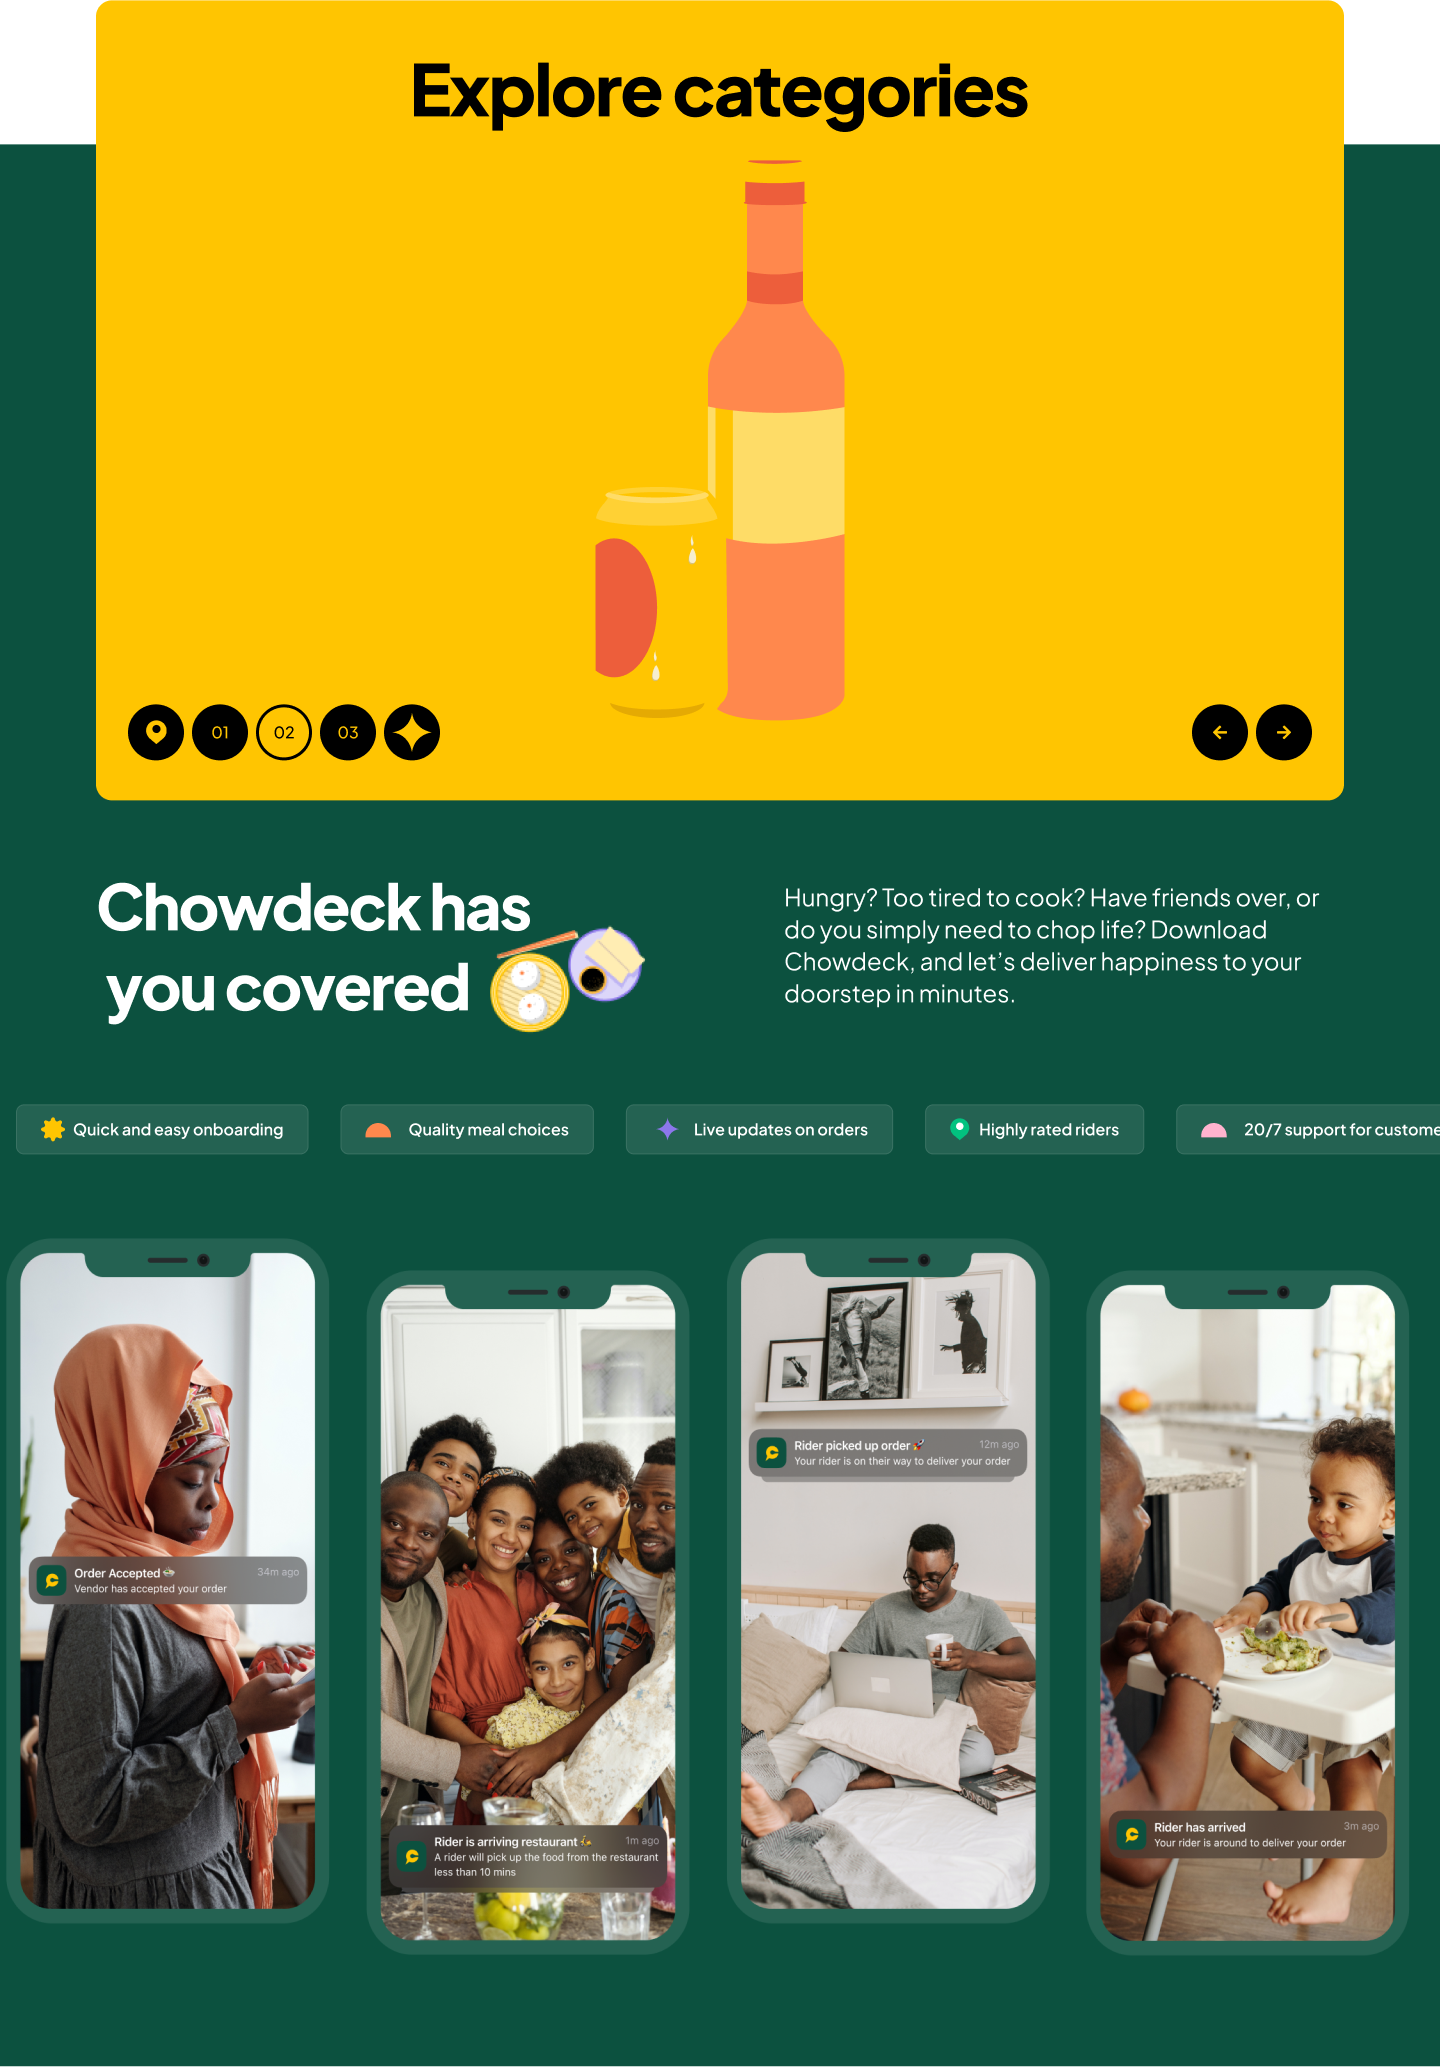 Explore categories
01
02
03
Chowdeck has
you covered
Hungry? Too tired to cook? Have friends over, or
do you simply need to chop life? Download
Chowdeck, and let’s deliver happiness to your
doorstep in minutes.
Quick and easy onboarding
Quality meal choices
Live updates on orders
Highly rated riders
20/7 support for custome
Order Accepted
34m ago
Vendor has accepted your order
Rider is arriving restaurant
1m ago
A rider will pick up the food from the restaurant
less than 10 mins
Rider picked up order
12m ago
Your rider is on their way to deliver your order
Rider has arrived
3m ago
Your rider is around to deliver your order